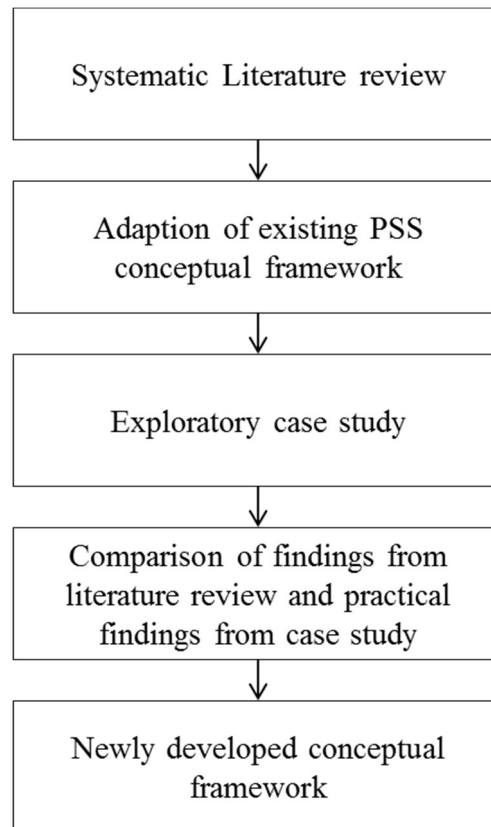 Systematic Literature review
Adaption of existing PSS
conceptual framework
Exploratory case study
Comparison of findings from
literature review and practical
findings from case study
Newly developed conceptual
framework